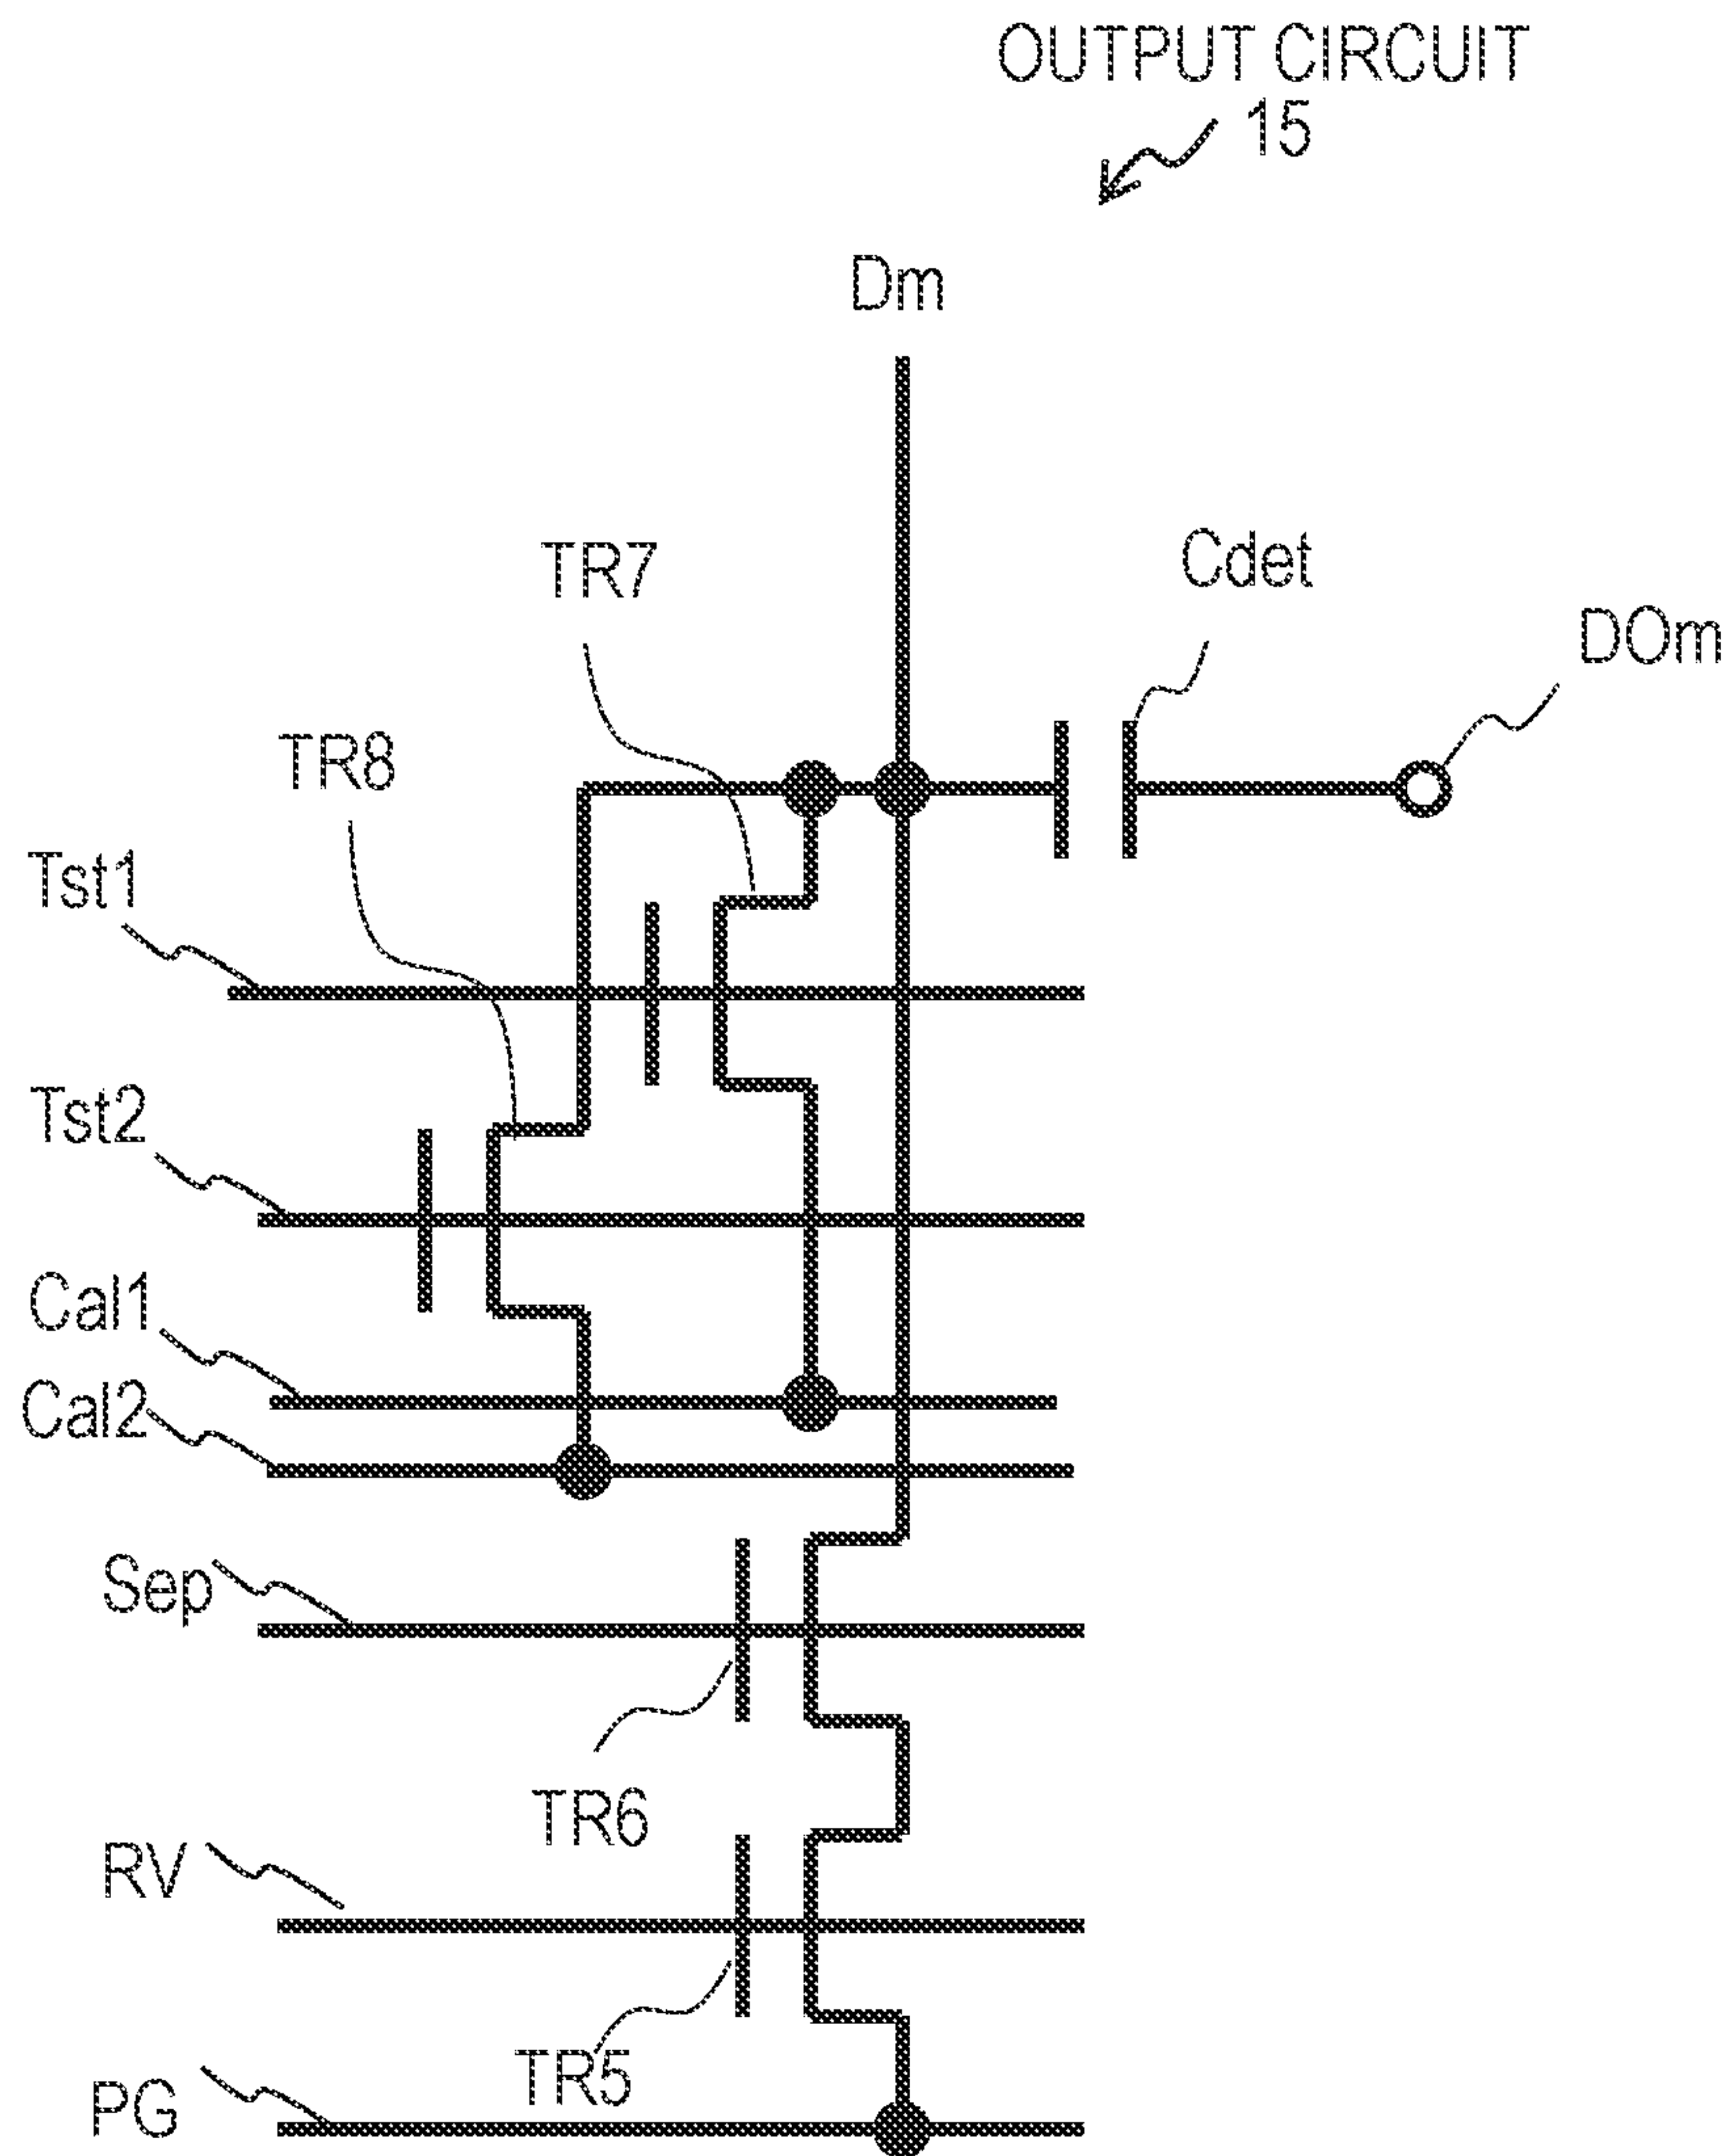 OUTPUT CIRCUIT
15
Dm
Cdet
TR7
DOm
TR8
Tst1
Tst2
Cal1
Cal2
Sep
TR6
RV
TR5
PG